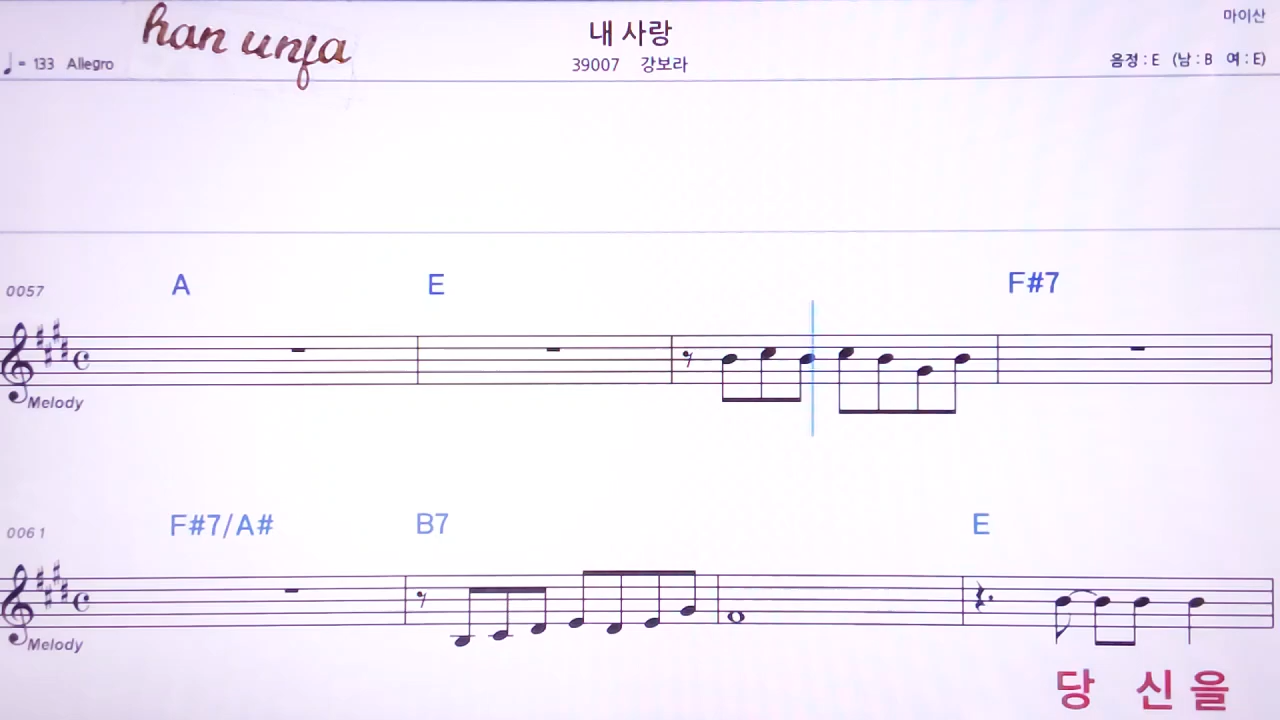 han unfa
내 사랑
마이산
♩= 133 Allegro
39007 강보라
음정 : E (남 : B 여 : E)
0057 A E F#7
Melody
0061 F#7/A# B7 E
Melody
당 신 을